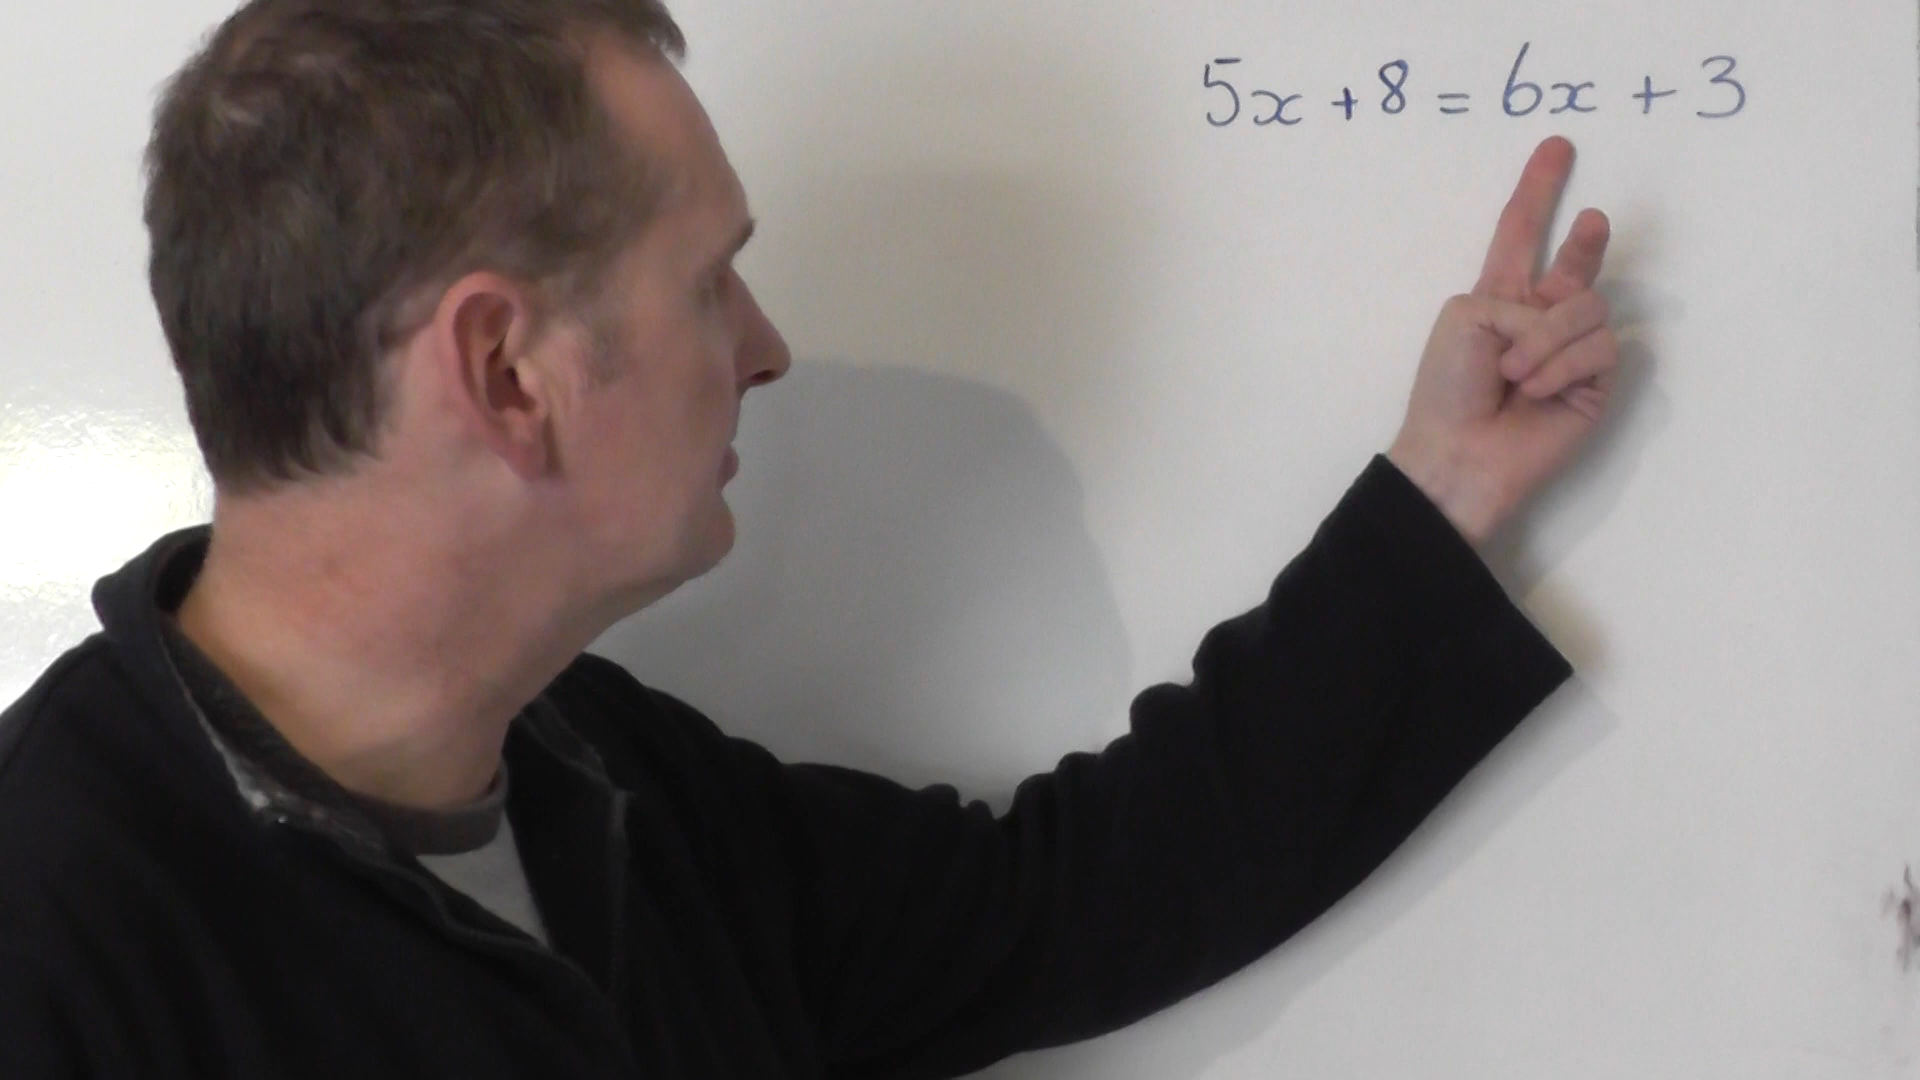 5x + 8 = 6x + 3